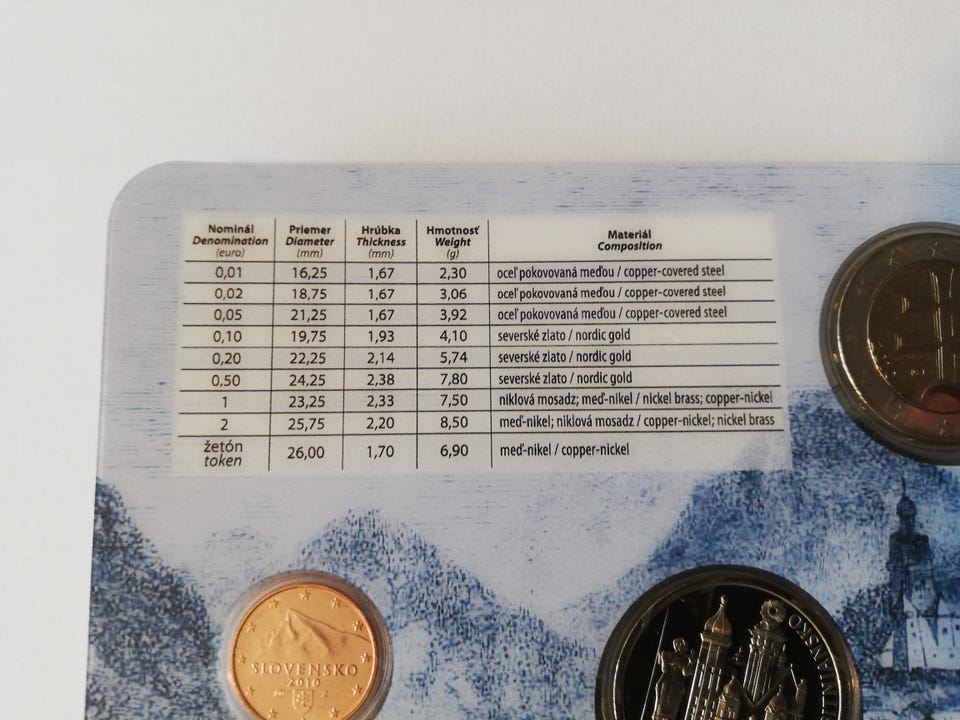 Nominál Priemer Hrúbka Hmotnosť Materiál
Denomination Diameter Thickness Weight Composition
(euro) (mm) (mm) (g)
0,01 16,25 1,67 2,30 oceľ pokovovaná meďou / copper-covered steel
0,02 18,75 1,67 3,06 oceľ pokovovaná meďou / copper-covered steel
0,05 21,25 1,67 3,92 oceľ pokovovaná meďou / copper-covered steel
0,10 19,75 1,93 4,10 severské zlato / nordic gold
0,20 22,25 2,14 5,74 severské zlato / nordic gold
0,50 24,25 2,38 7,80 severské zlato / nordic gold
1 23,25 2,33 7,50 niklová mosadz; meď-nikel / nickel brass; copper-nickel
2 25,75 2,20 8,50 meď-nikel; niklová mosadz / copper-nickel; nickel brass
žetón 26,00 1,70 6,90 meď-nikel / copper-nickel
token
SLOVENSKO
2010